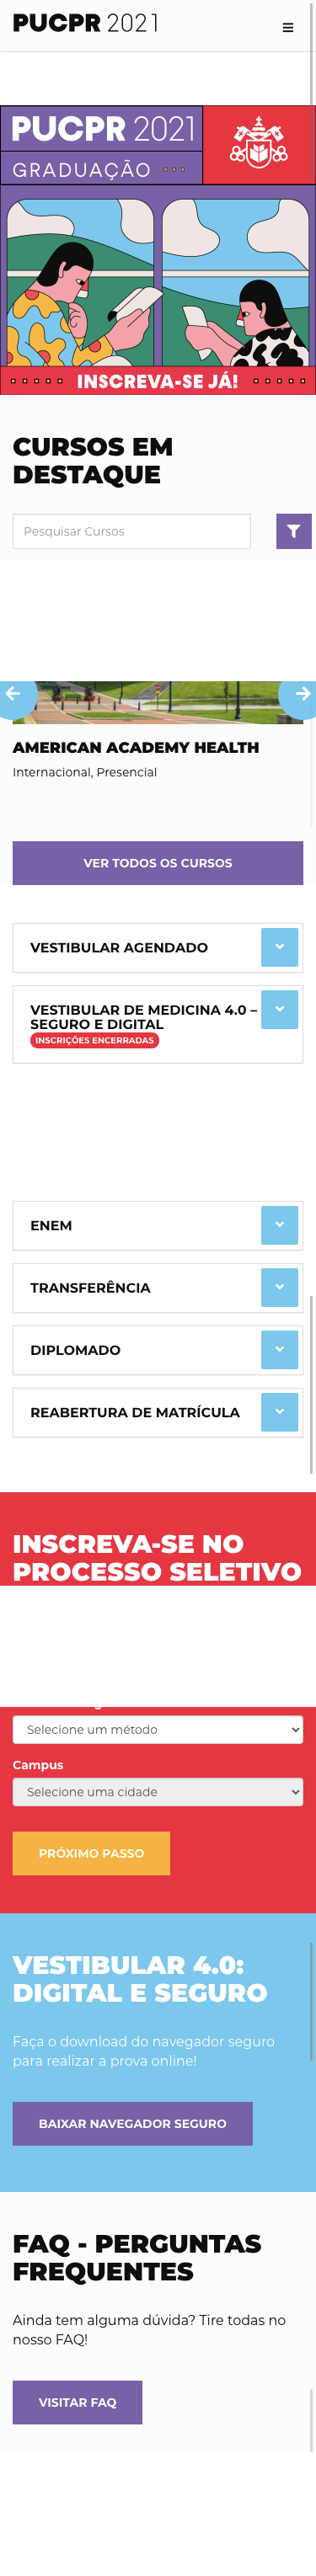 PUCPR 2021
PUCPR 2021
GRADUAÇÃO
INSCREVA-SE JÁ!
CURSOS EM
DESTAQUE
Pesquisar Cursos
AMERICAN ACADEMY HEALTH
Internacional, Presencial
VER TODOS OS CURSOS
VESTIBULAR AGENDADO
VESTIBULAR DE MEDICINA 4.0 –
SEGURO E DIGITAL
INSCRIÇÕES ENCERRADAS
ENEM
TRANSFERÊNCIA
DIPLOMADO
REABERTURA DE MATRÍCULA
INSCREVA-SE NO
PROCESSO SELETIVO
Selecione um método
Campus
Selecione uma cidade
PRÓXIMO PASSO
VESTIBULAR 4.0:
DIGITAL E SEGURO
Faça o download do navegador seguro
para realizar a prova online!
BAIXAR NAVEGADOR SEGURO
FAQ - PERGUNTAS
FREQUENTES
Ainda tem alguma dúvida? Tire todas no
nosso FAQ!
VISITAR FAQ